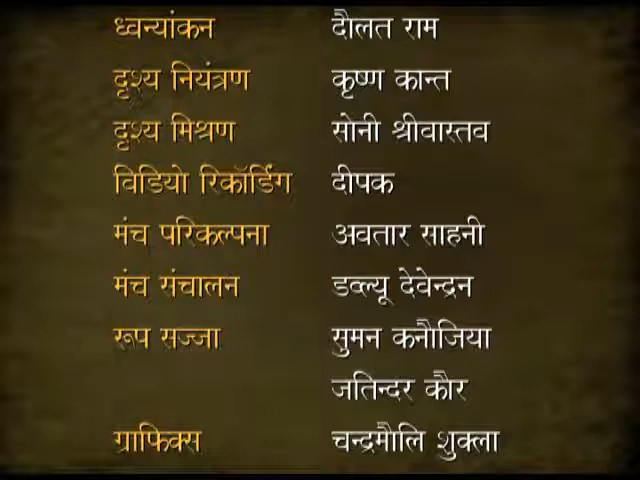 ध्वन्यांकन दौलत राम
दृश्य नियंत्रण कृष्ण कान्त
दृश्य मिश्रण सोनी श्रीवास्तव
विडियो रिकॉर्डिंग दीपक
मंच परिकल्पना अवतार साहनी
मंच संचालन डब्ल्यू देवेन्द्रन
रूप सज्जा सुमन कनौजिया
जतिन्दर कौर
ग्राफिक्स चन्द्रमौलि शुक्ला